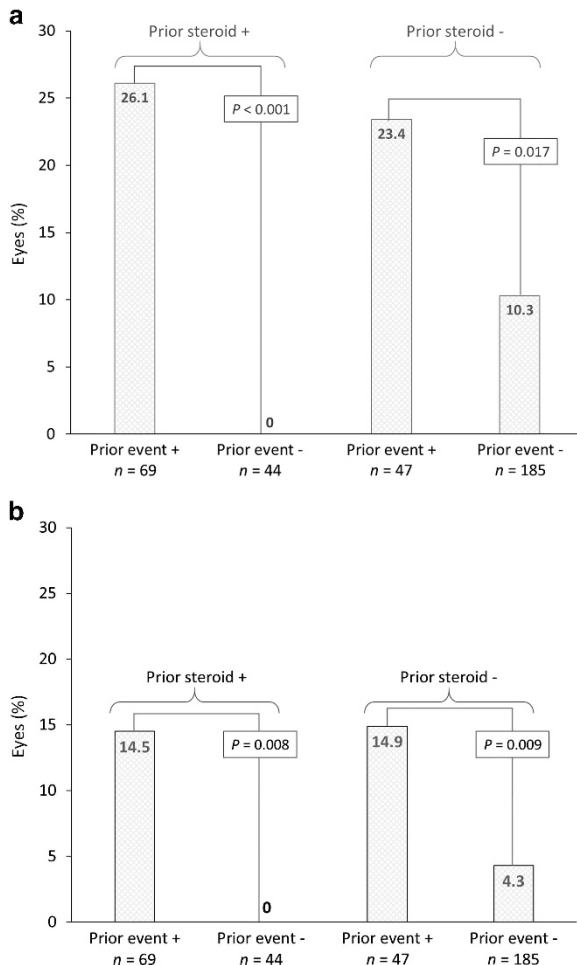 a
30
25
20
15
10
5
0
Eyes (%)
Prior steroid + Prior steroid -
26.1
P < 0.001
0
23.4
P = 0.017
10.3
Prior event + Prior event - Prior event + Prior event -
n = 69 n = 44 n = 47 n = 185
b
30
25
20
15
10
5
0
Eyes (%)
Prior steroid + Prior steroid -
14.5
P = 0.008
0
14.9
P = 0.009
4.3
Prior event + Prior event - Prior event + Prior event -
n = 69 n = 44 n = 47 n = 185